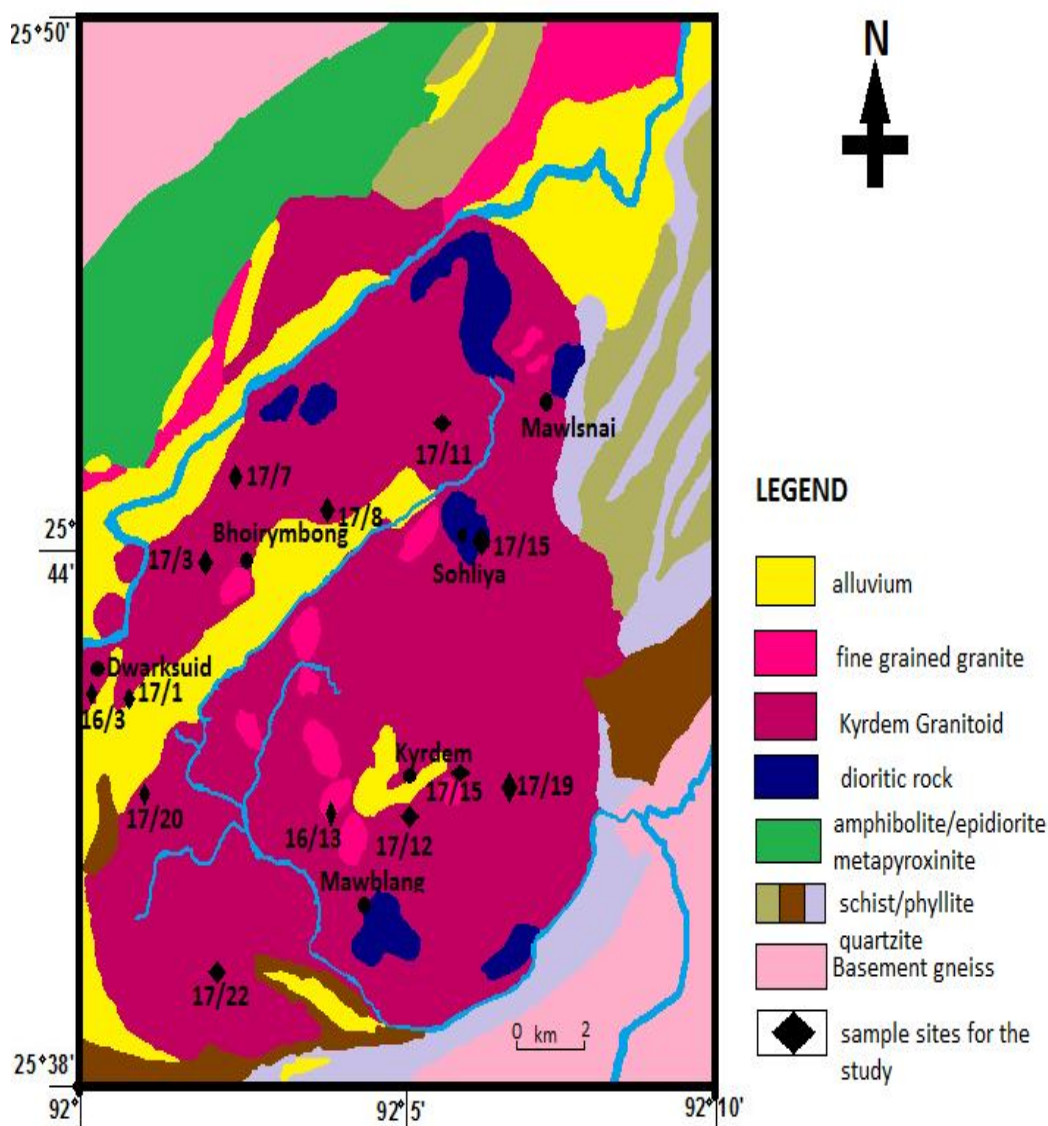 25°50'
N
Mawlsnai
17/11
17/7
17/8
25°
44'
Bhoirymbong
17/3
17/15
Sohliya
Dwarksuid
17/1
16/3
Kyrdem
17/15
17/19
17/20
16/13
17/12
Mawblang
17/22
0 km 2
25°38'
92°
92°5'
92°10'
LEGEND
alluvium
fine grained granite
Kyrdem Granitoid
dioritic rock
amphibolite/epidiorite
metapyroxinite
schist/phyllite
quartzite
Basement gneiss
sample sites for the
study